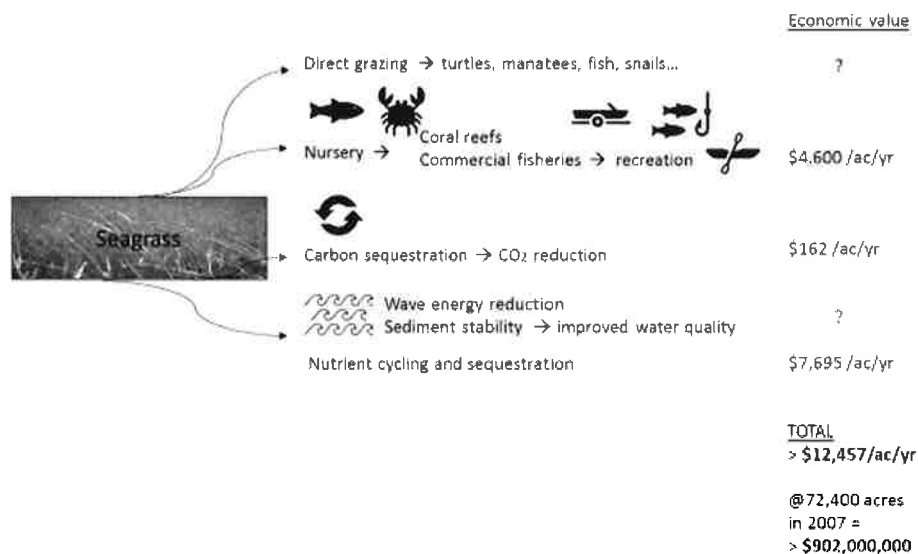 Economic value
Direct grazing → turtles, manatees, fish, snails...
?
Coral reefs
Nursery →
Commercial fisheries → recreation
$4,600 /ac/yr
Seagrass
Carbon sequestration → CO₂ reduction
$162 /ac/yr
Wave energy reduction
Sediment stability → improved water quality
?
Nutrient cycling and sequestration
$7,695 /ac/yr
TOTAL
> $12,457/ac/yr
@72,400 acres
in 2007 =
> $902,000,000